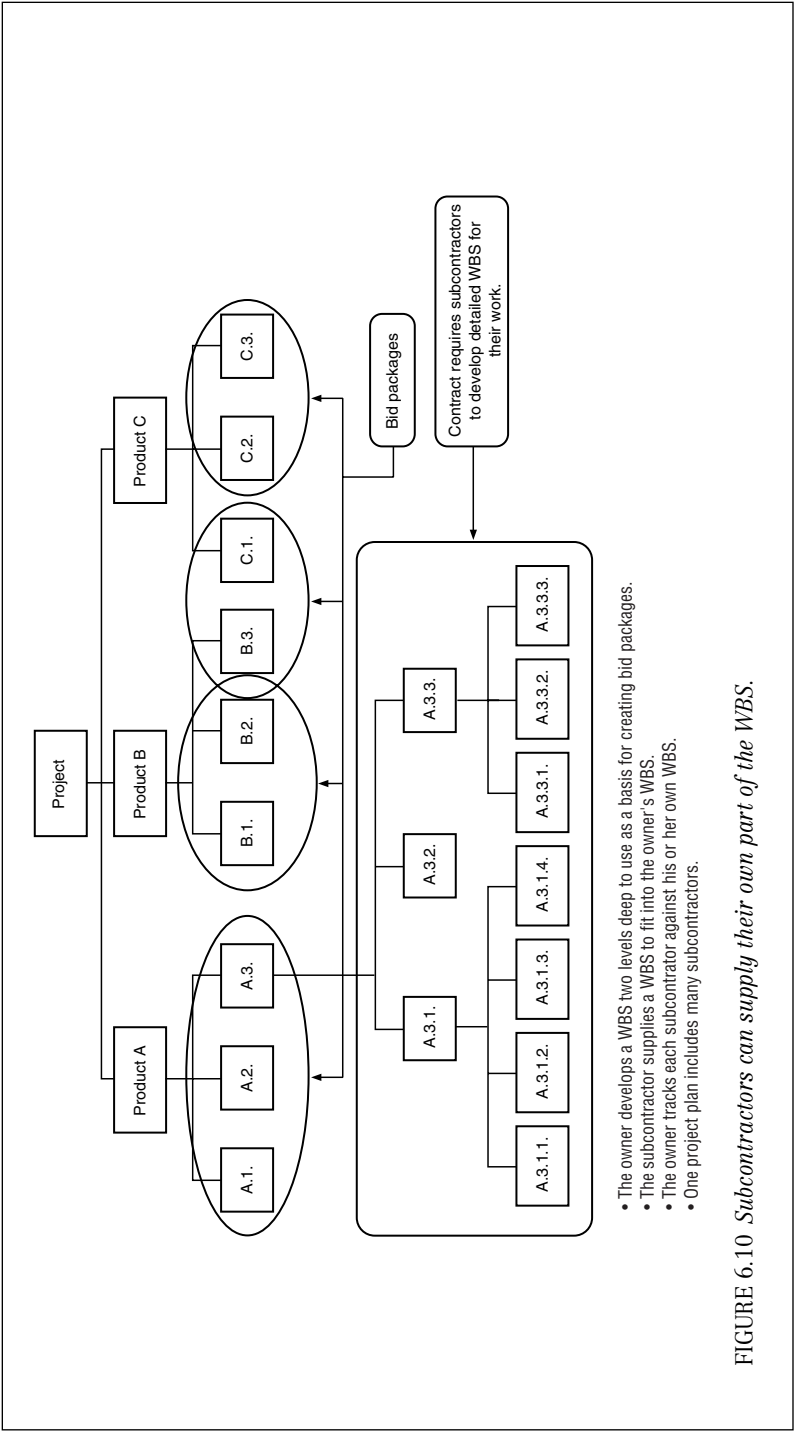 Project
Product A
Product B
Product C
A.1.
A.2.
A.3.
B.1.
B.2.
B.3.
C.1.
C.2.
C.3.
Bid packages
Contract requires subcontractors
to develop detailed WBS for
their work.
A.3.1.
A.3.2.
A.3.3.
A.3.1.1.
A.3.1.2.
A.3.1.3.
A.3.1.4.
A.3.3.1.
A.3.3.2.
A.3.3.3.
• The owner develops a WBS two levels deep to use as a basis for creating bid packages.
• The subcontractor supplies a WBS to fit into the owner's WBS.
• The owner tracks each subcontrator against his or her own WBS.
• One project plan includes many subcontractors.
FIGURE 6.10 Subcontractors can supply their own part of the WBS.